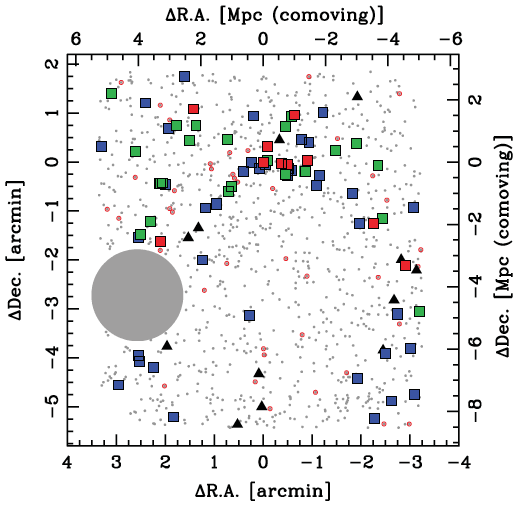 ΔR.A. [Mpc (comoving)]
6 4 2 0 −2 −4 −6
2
1
0
−1
−2
−3
−4
−5
ΔDec. [arcmin]
2
0
−2
−4
−6
−8
ΔDec. [Mpc (comoving)]
4 3 2 1 0 −1 −2 −3 −4
ΔR.A. [arcmin]